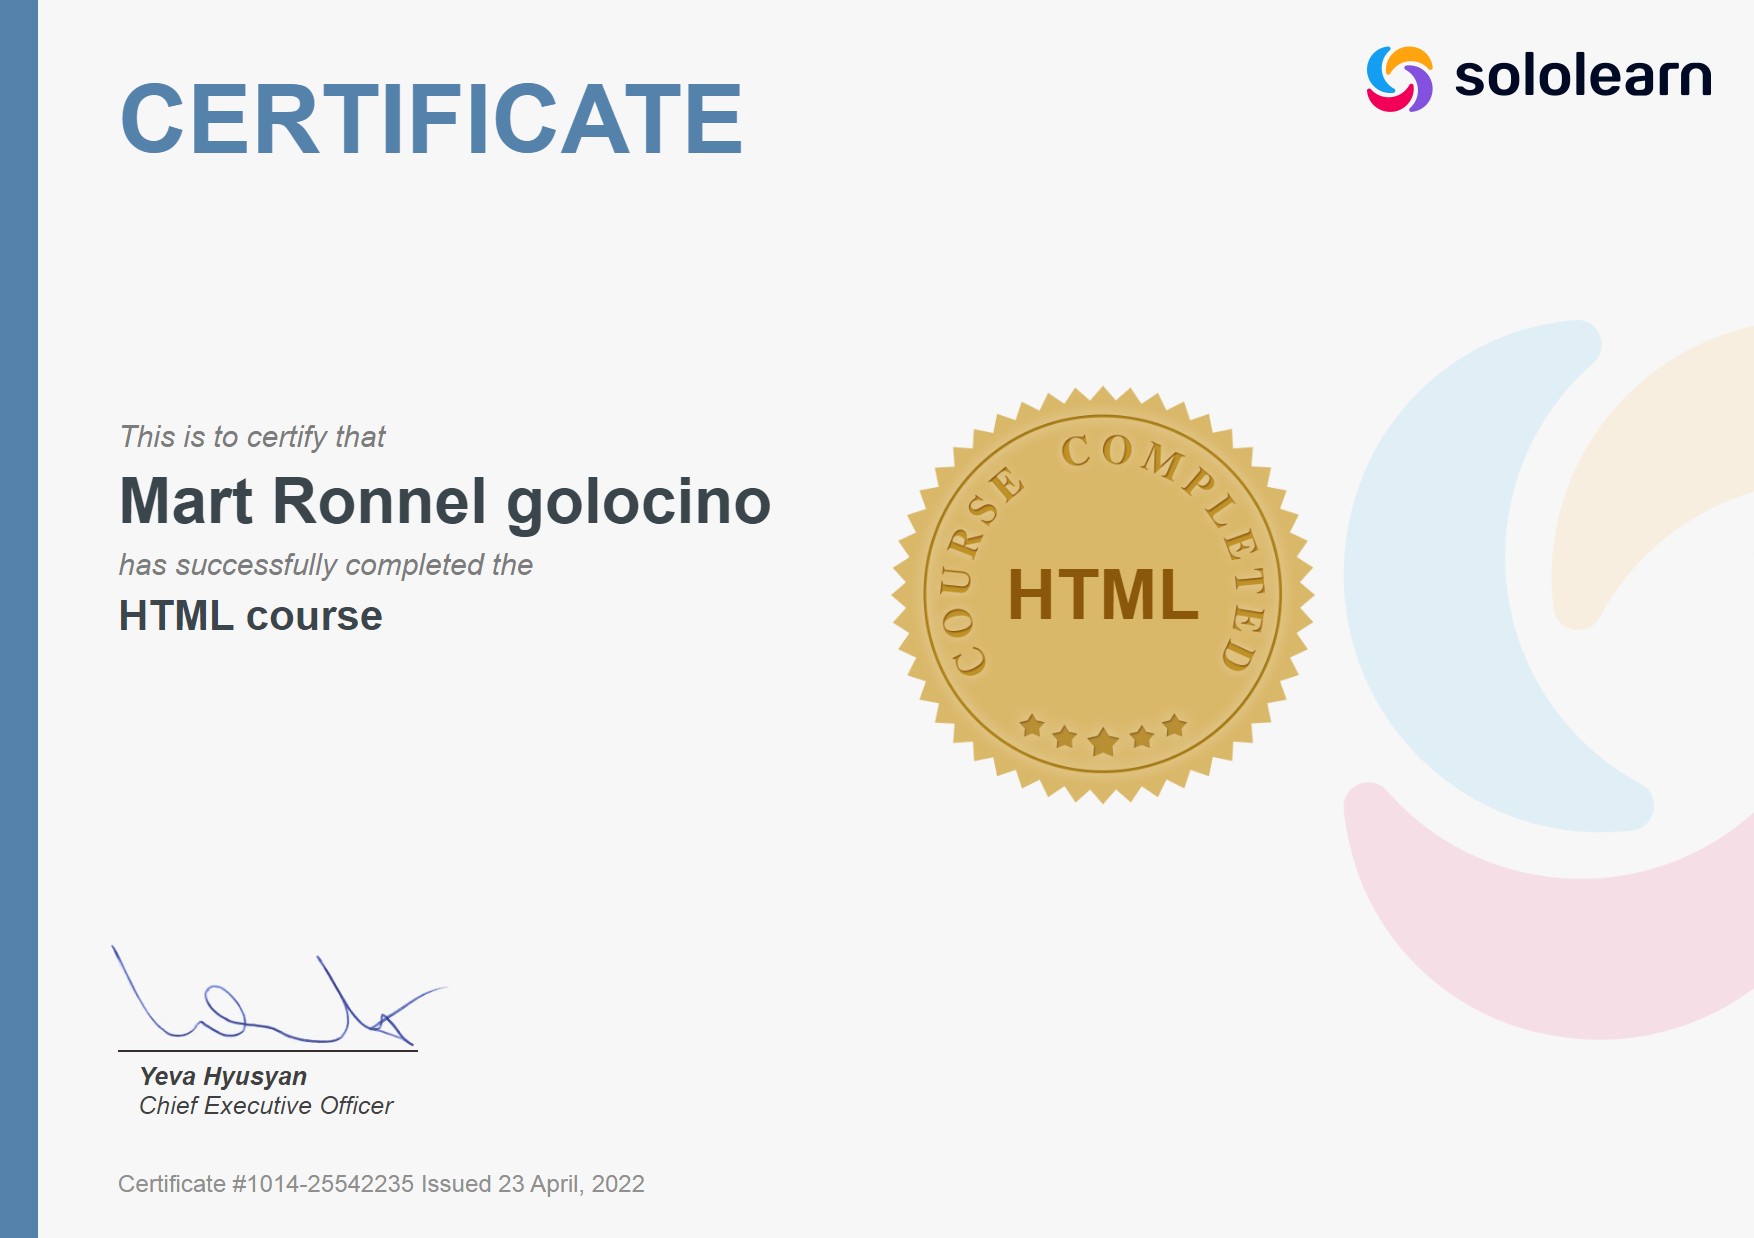 CERTIFICATE
sololearn
This is to certify that
Mart Ronnel golocino
has successfully completed the
HTML course
COURSE COMPLETED
HTML
Yeva Hyusyan
Chief Executive Officer
Certificate #1014-25542235 Issued 23 April, 2022